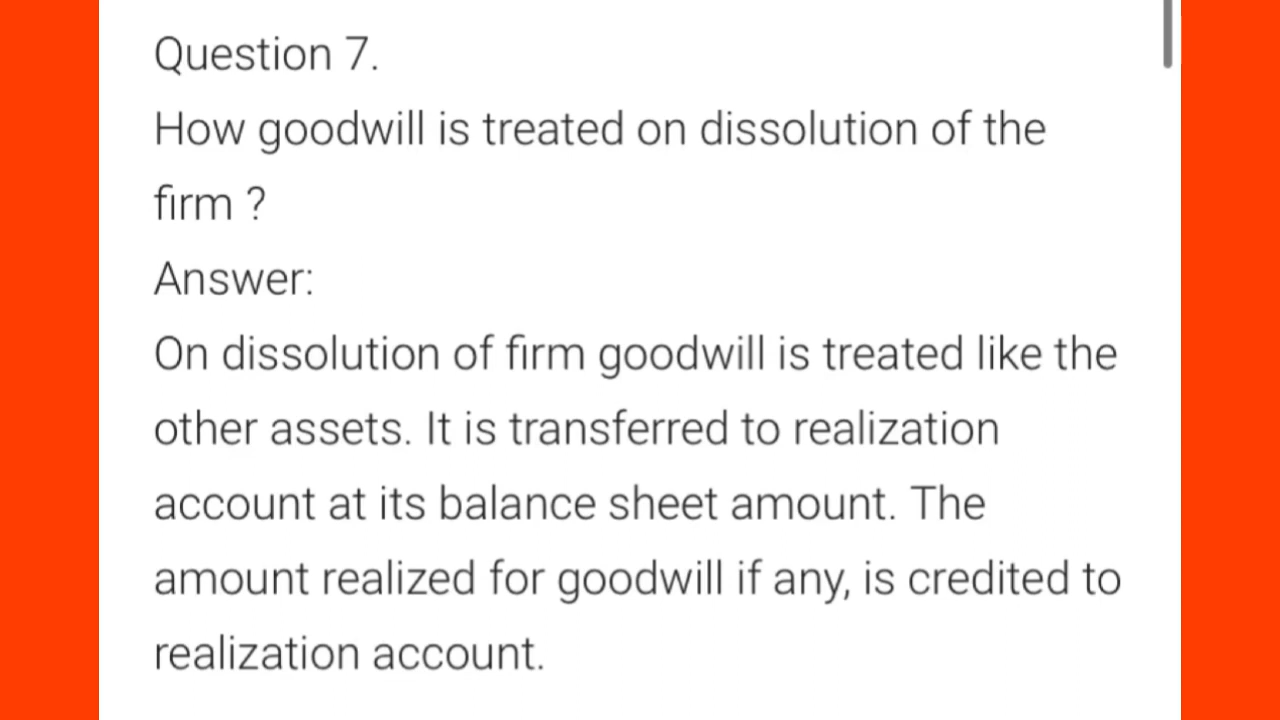 Question 7.
How goodwill is treated on dissolution of the
firm ?
Answer:
On dissolution of firm goodwill is treated like the
other assets. It is transferred to realization
account at its balance sheet amount. The
amount realized for goodwill if any, is credited to
realization account.